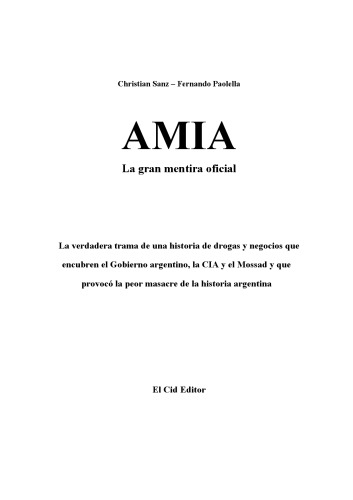 Christian Sanz – Fernando Paolella
AMIA
La gran mentira oficial
La verdadera trama de una historia de drogas y negocios que
encubren el Gobierno argentino, la CIA y el Mossad y que
provocó la peor masacre de la historia argentina
El Cid Editor